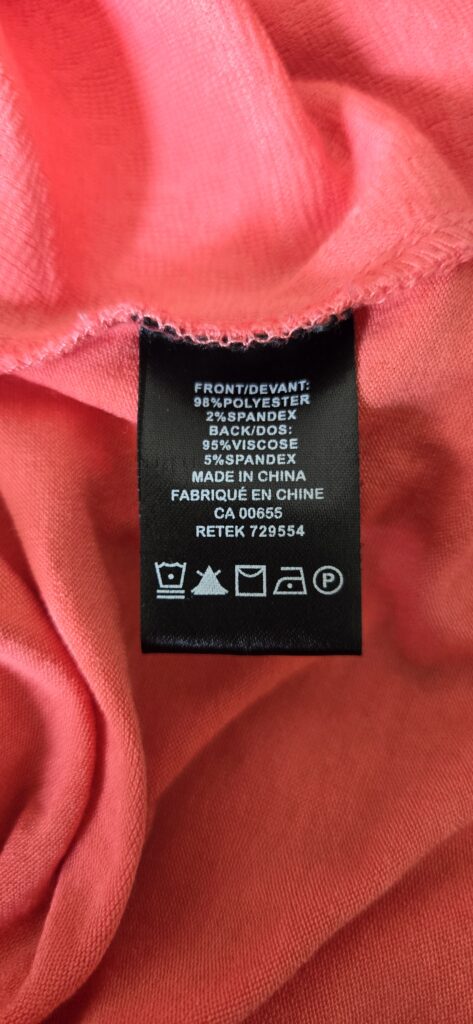 FRONT/DEVANT:
98%POLYESTER
2%SPANDEX
BACK/DOS:
95%VISCOSE
5%SPANDEX
MADE IN CHINA
FABRIQUÉ EN CHINE
CA 00655
RETEK 729554
P